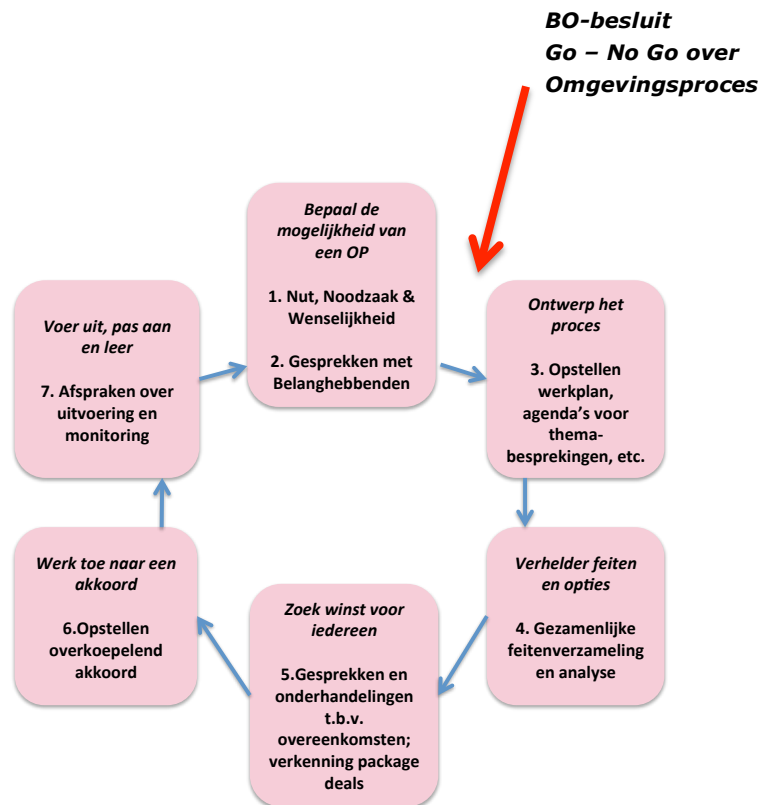 BO-besluit
Go – No Go over
Omgevingsproces
Bepaal de
mogelijkheid van
een OP
1. Nut, Noodzaak &
Wenselijkheid
2. Gesprekken met
Belanghebbenden
Ontwerp het
proces
3. Opstellen
werkplan,
agenda’s voor
thema-
besprekingen, etc.
Verhelder feiten
en opties
4. Gezamenlijke
feitenverzameling
en analyse
Zoek winst voor
iedereen
5.Gesprekken en
onderhandelingen
t.b.v.
overeenkomsten;
verkenning package
deals
Werk toe naar een
akkoord
6.Opstellen
overkoepelend
akkoord
Voer uit, pas aan
en leer
7. Afspraken over
uitvoering en
monitoring